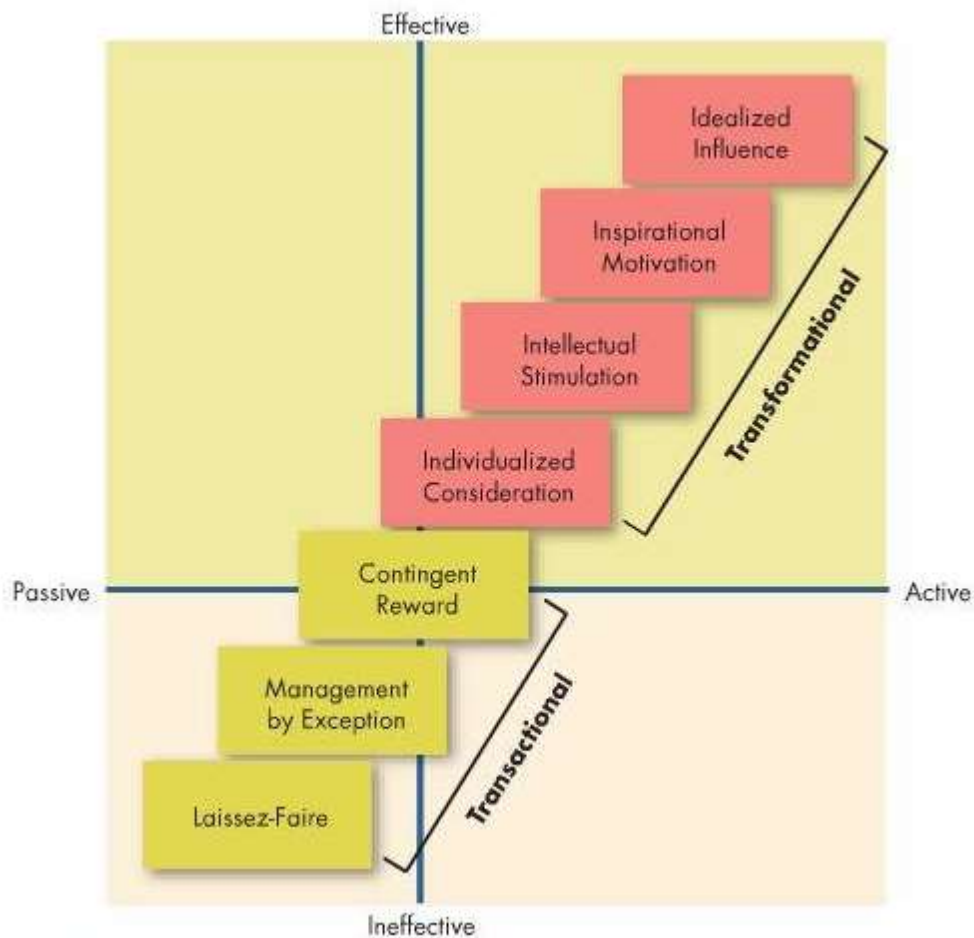 Effective
Idealized
Influence
Inspirational
Motivation
Intellectual
Stimulation
Transformational
Individualized
Consideration
Contingent
Reward
Passive
Active
Management
by Exception
Transactional
Laissez-Faire
Ineffective